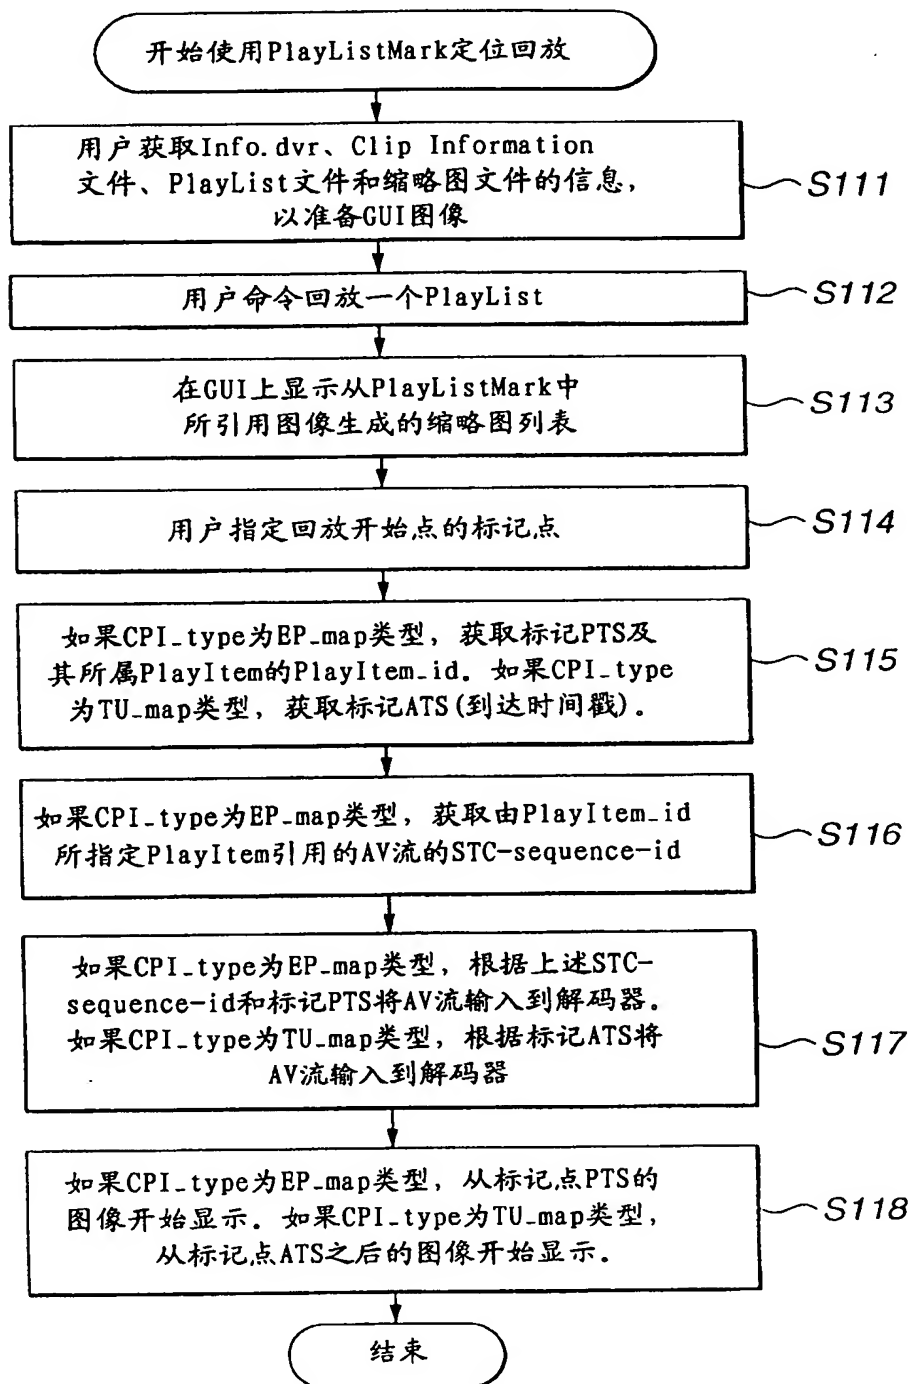 开始使用PlayListMark定位回放
用户获取Info.dvr、Clip Information
文件、PlayList文件和缩略图文件的信息，
以准备GUI图像
S111
用户命令回放一个PlayList
S112
在GUI上显示从PlayListMark中
所引用图像生成的缩略图列表
S113
用户指定回放开始点的标记点
S114
如果CPI_type为EP_map类型，获取标记PTS及
其所属PlayItem的PlayItem_id。如果CPI_type
为TU_map类型，获取标记ATS(到达时间戳)。
S115
如果CPI_type为EP_map类型，获取由PlayItem_id
所指定PlayItem引用的AV流的STC-sequence-id
S116
如果CPI_type为EP_map类型，根据上述STC-
sequence-id和标记PTS将AV流输入到解码器。
如果CPI_type为TU_map类型，根据标记ATS将
AV流输入到解码器
S117
如果CPI_type为EP_map类型，从标记点PTS的
图像开始显示。如果CPI_type为TU_map类型，
从标记点ATS之后的图像开始显示。
S118
结束